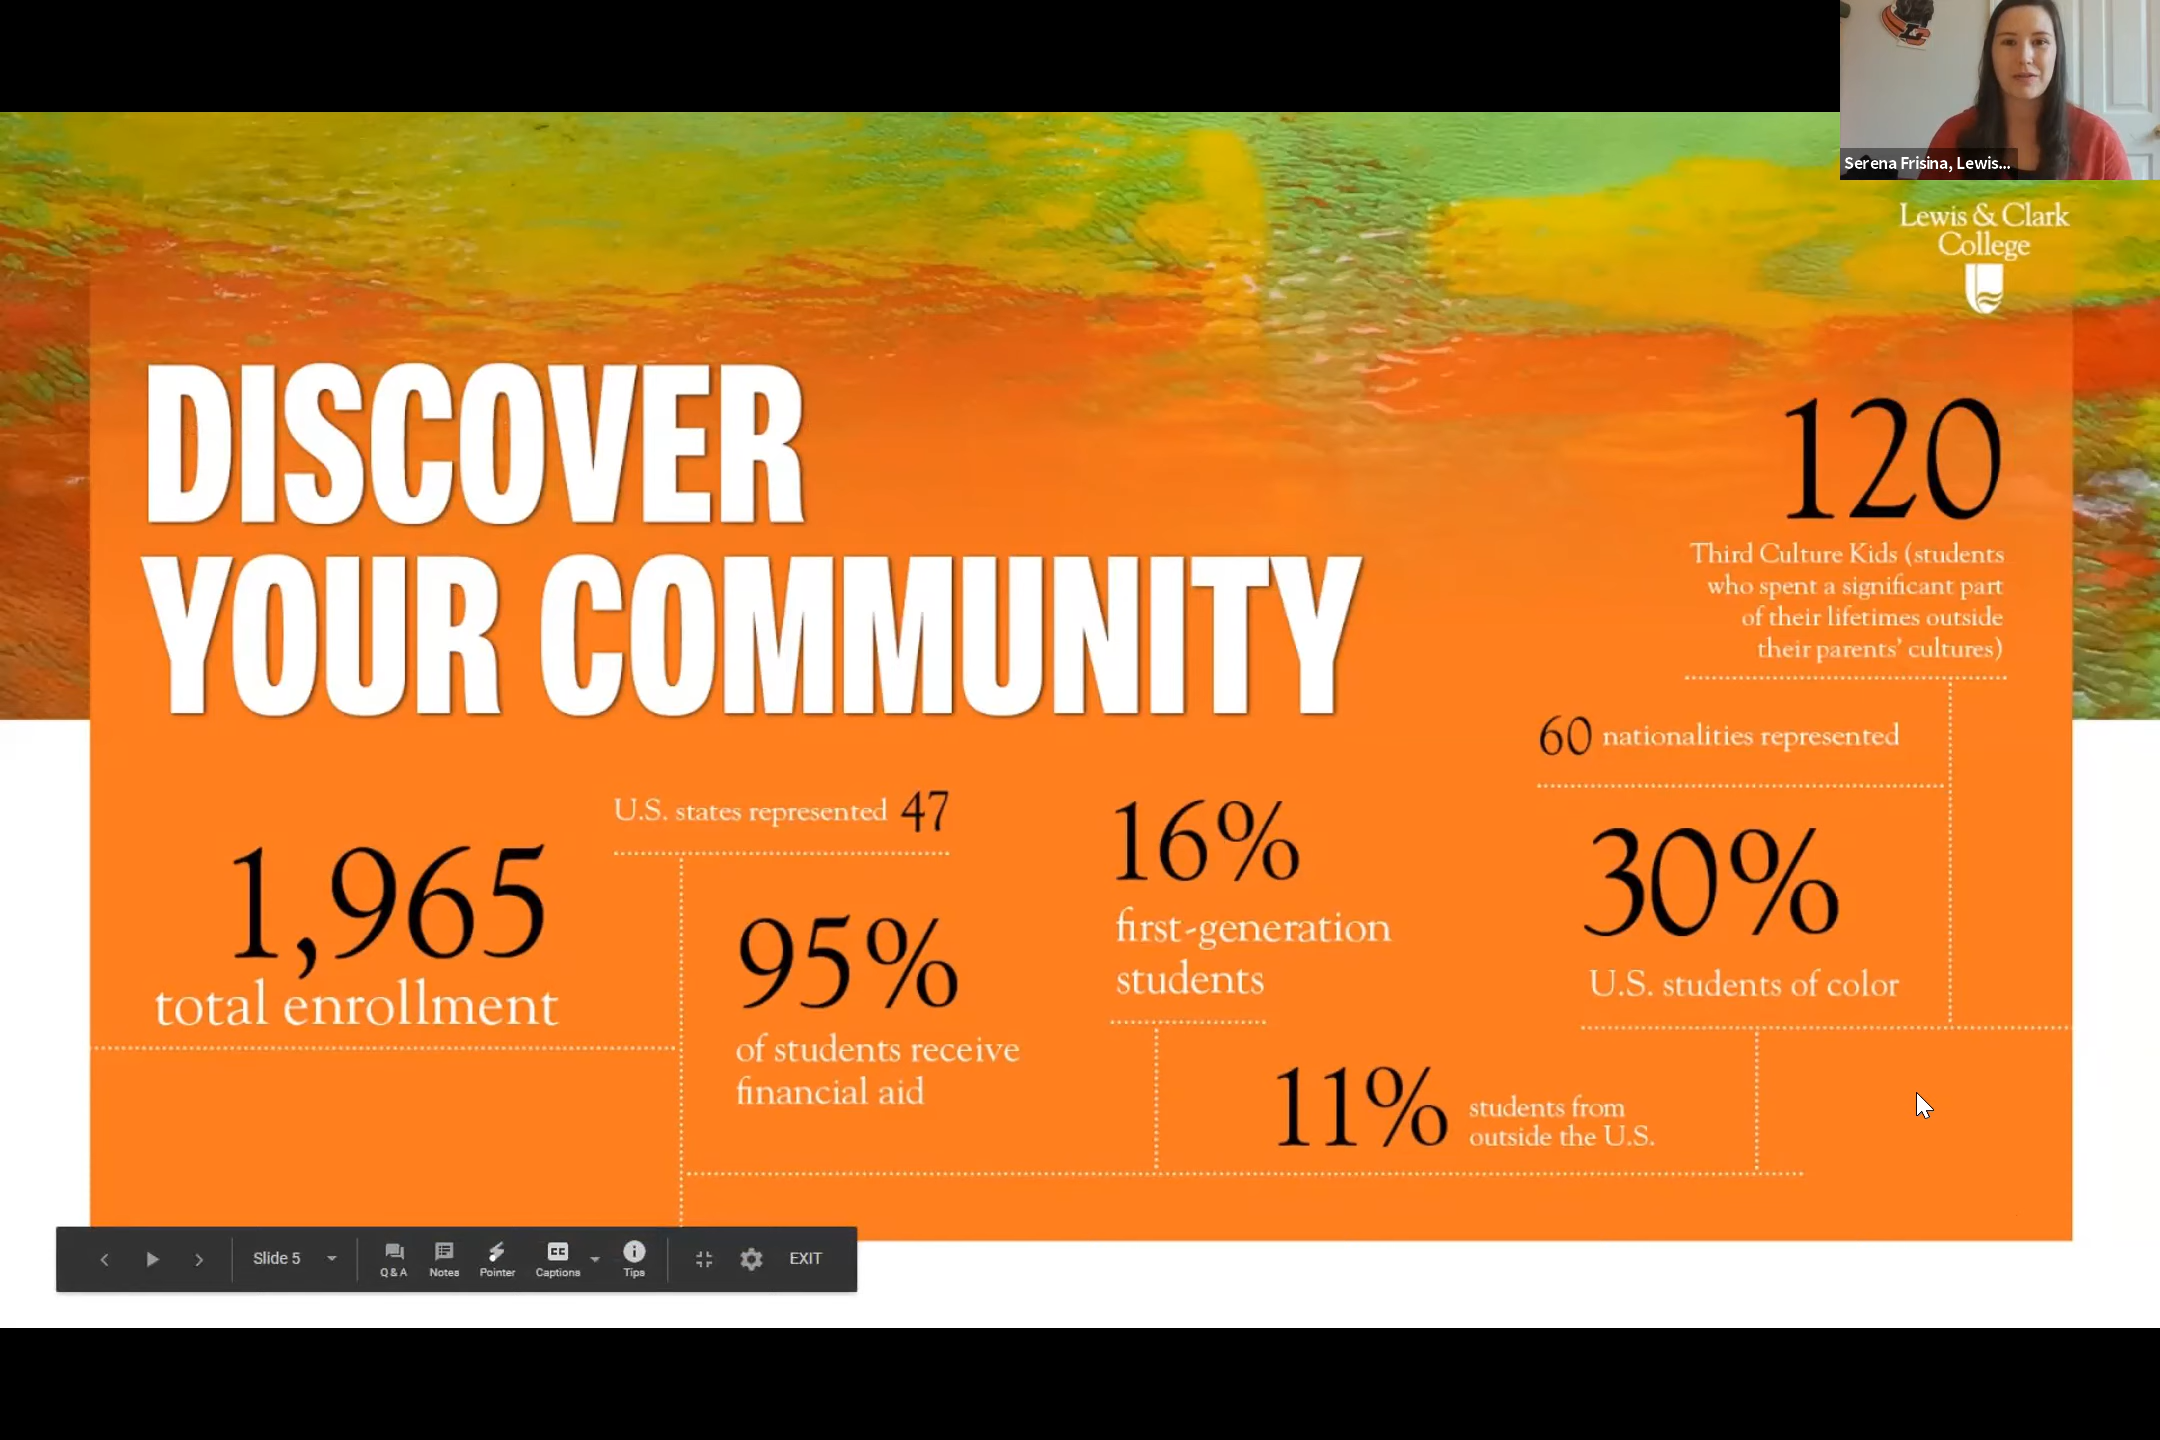 Serena Frisina, Lewis...
Lewis & Clark
College
DISCOVER
YOUR COMMUNITY
120
Third Culture Kids (students
who spent a significant part
of their lifetimes outside
their parents' cultures)
60 nationalities represented
U.S. states represented 47
1,965
total enrollment
95%
of students receive
financial aid
16%
first-generation
students
30%
U.S. students of color
11% students from
outside the U.S.
Slide 5
Q & A
Notes
Pointer
CC
Captions
Tips
EXIT